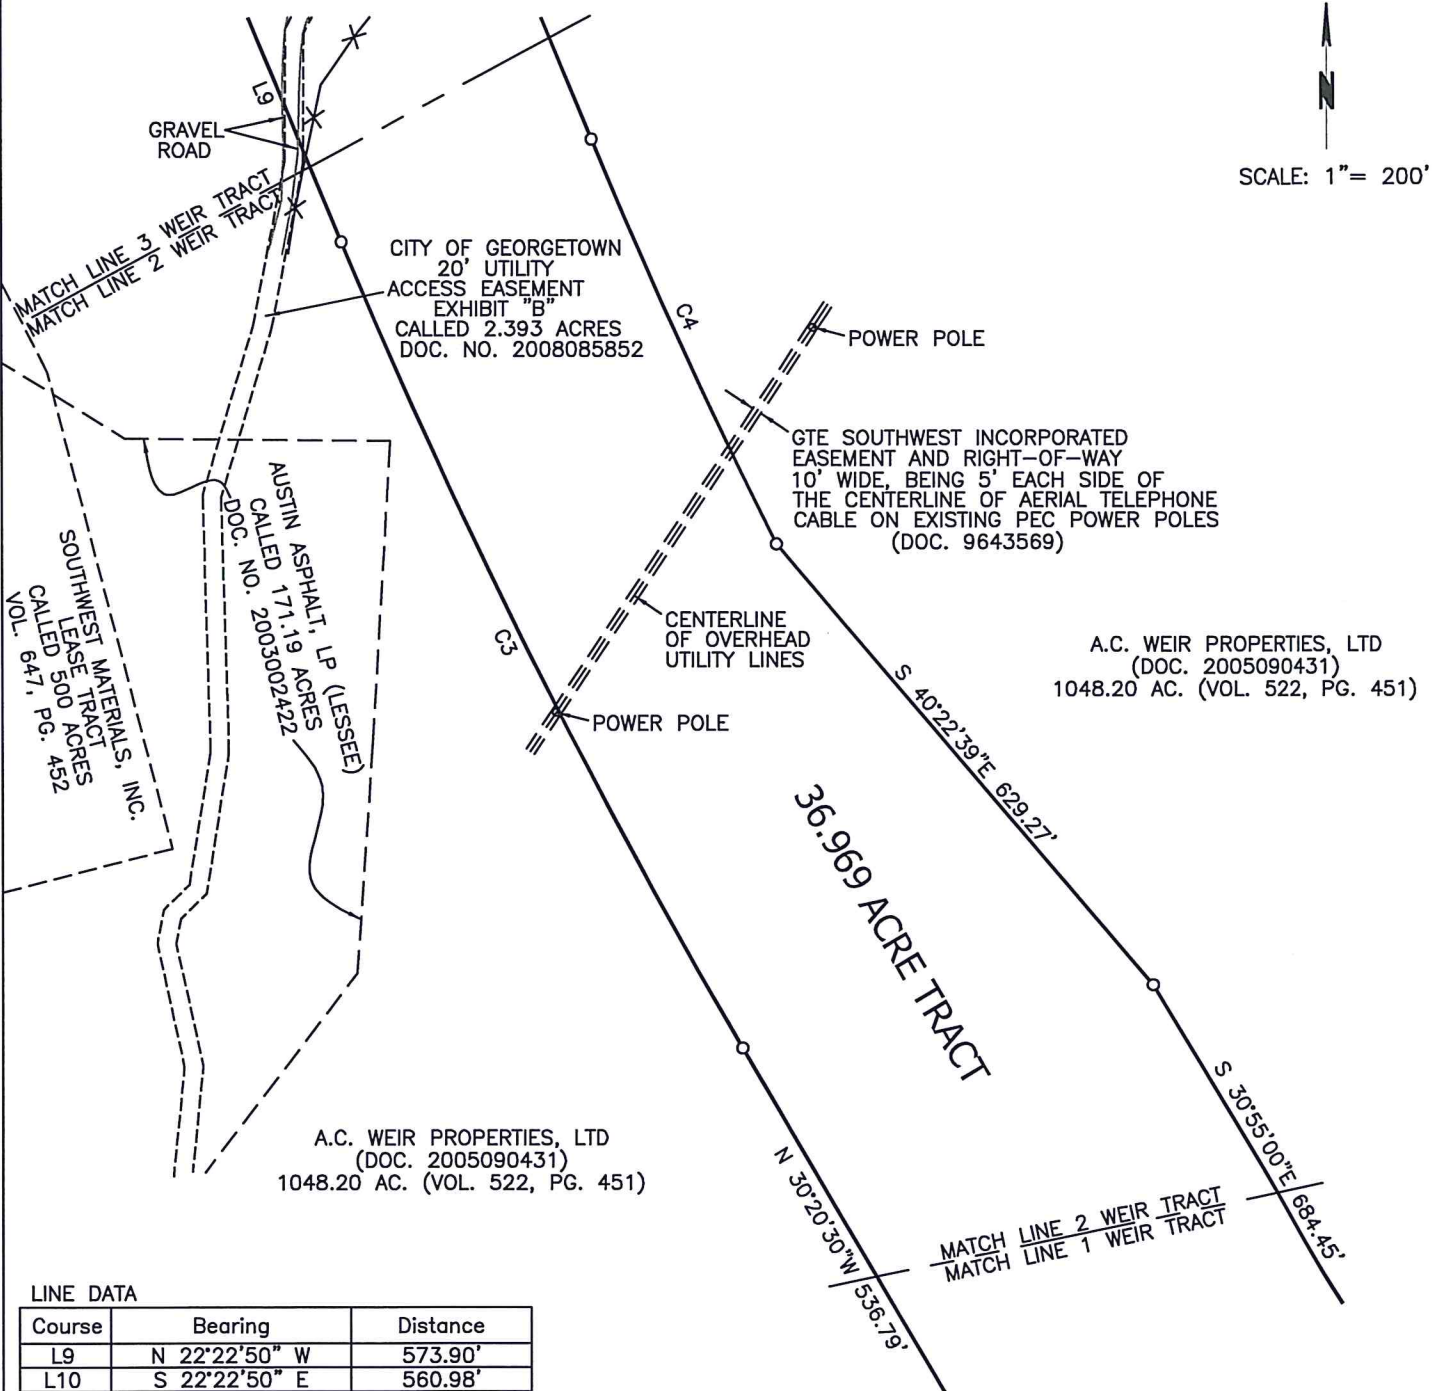 N
SCALE: 1"= 200'
L9
GRAVEL
ROAD
MATCH LINE 3 WEIR TRACT
MATCH LINE 2 WEIR TRACT
CITY OF GEORGETOWN
20' UTILITY
ACCESS EASEMENT
EXHIBIT "B"
CALLED 2.393 ACRES
DOC. NO. 2008085852
C4
POWER POLE
GTE SOUTHWEST INCORPORATED
EASEMENT AND RIGHT-OF-WAY
10' WIDE, BEING 5' EACH SIDE OF
THE CENTERLINE OF AERIAL TELEPHONE
CABLE ON EXISTING PEC POWER POLES
(DOC. 9643569)
AUSTIN ASPHALT, LP (LESSEE)
CALLED 171.19 ACRES
DOC. NO. 2003002422
SOUTHWEST MATERIALS, INC.
LEASE TRACT
CALLED 500 ACRES
VOL. 647, PG. 452
C3
CENTERLINE
OF OVERHEAD
UTILITY LINES
POWER POLE
A.C. WEIR PROPERTIES, LTD
(DOC. 2005090431)
1048.20 AC. (VOL. 522, PG. 451)
S 40°22'39"E 629.27'
36.969 ACRE TRACT
S 30°55'00"E 684.45'
A.C. WEIR PROPERTIES, LTD
(DOC. 2005090431)
1048.20 AC. (VOL. 522, PG. 451)
N 30°20'30"W 536.79'
MATCH LINE 2 WEIR TRACT
MATCH LINE 1 WEIR TRACT
LINE DATA
Course Bearing Distance
L9 N 22°22'50" W 573.90'
L10 S 22°22'50" E 560.98'